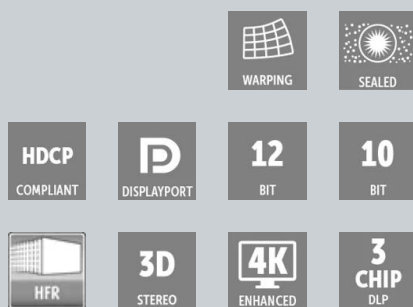 WARPING
SEALED
HDCP
COMPLIANT
DISPLAYPORT
12
BIT
10
BIT
HFR
3D
STEREO
4K
ENHANCED
3
CHIP
DLP